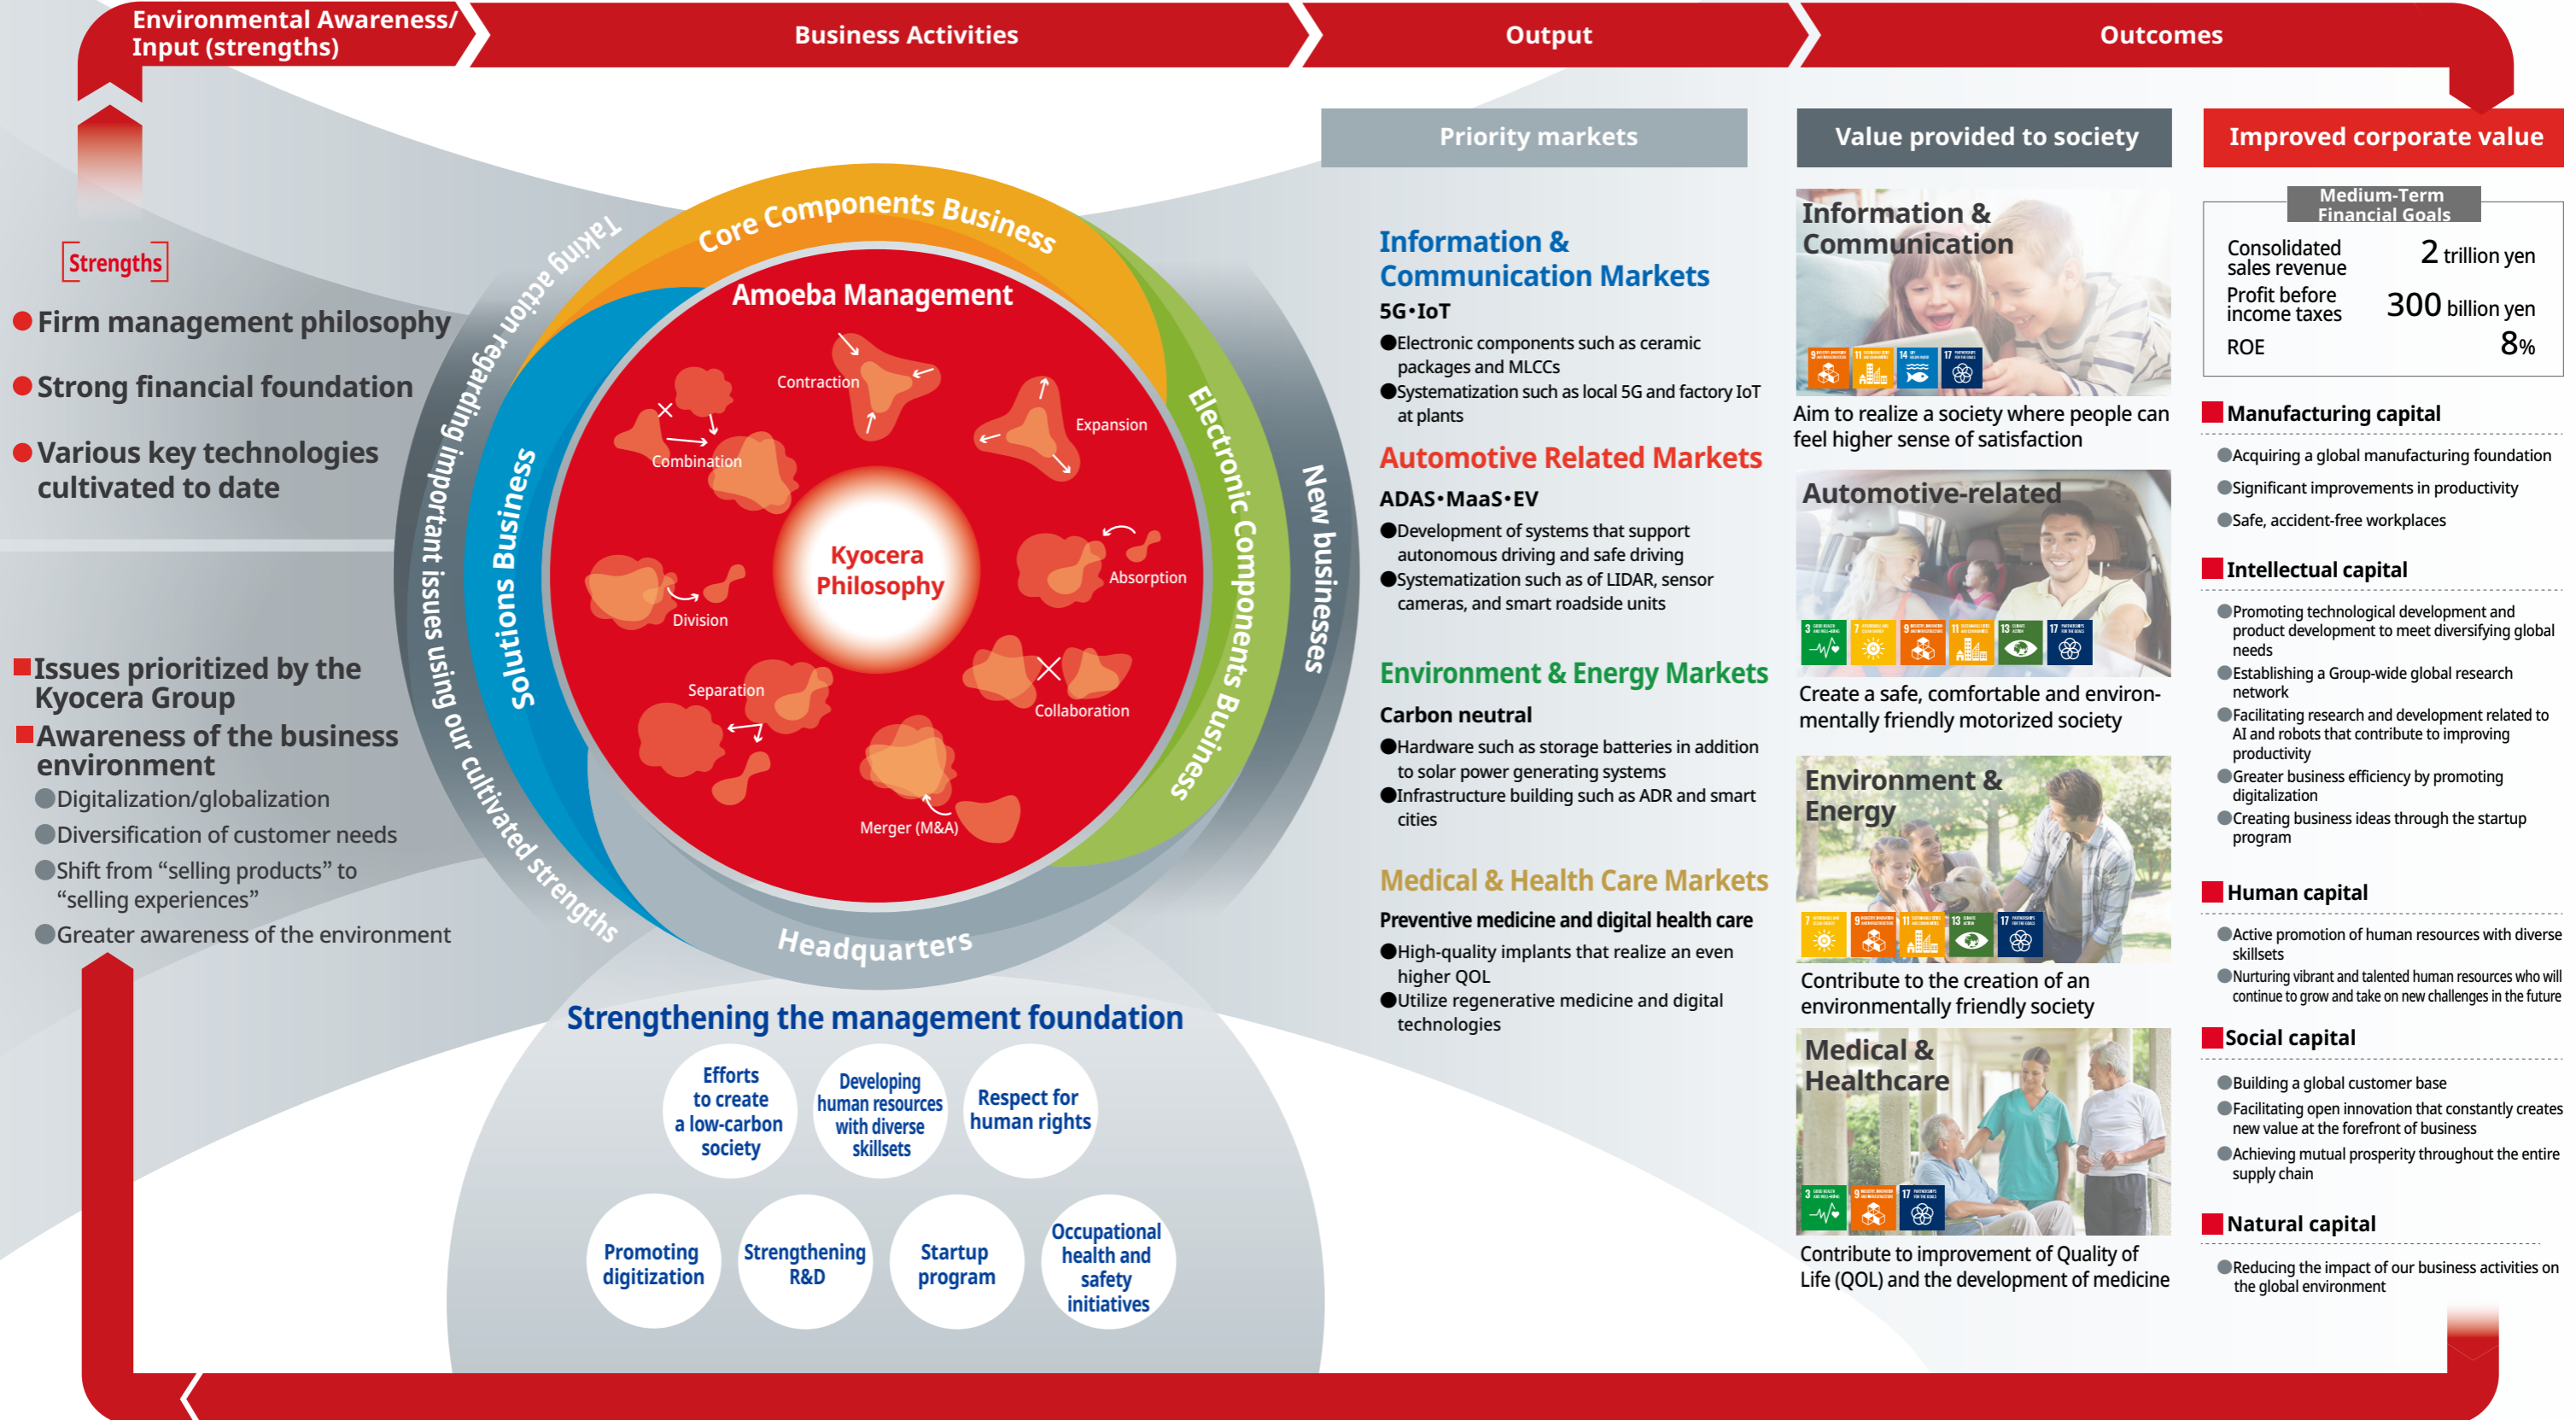 Environmental Awareness/
Input (strengths)
Business Activities
Output
Outcomes
Strengths
Firm management philosophy
Strong financial foundation
Various key technologies
cultivated to date
Issues prioritized by the
Kyocera Group
Awareness of the business
environment
Digitalization/globalization
Diversification of customer needs
Shift from “selling products” to
“selling experiences”
Greater awareness of the environment
Taking action regarding important issues using our cultivated strengths
Core Components Business
Electronic Components Business
Solutions Business
Headquarters
New businesses
Amoeba Management
Contraction
Expansion
Combination
Absorption
Division
Separation
Collaboration
Merger (M&A)
Kyocera
Philosophy
Strengthening the management foundation
Efforts
to create
a low-carbon
society
Developing
human resources
with diverse
skillsets
Respect for
human rights
Promoting
digitization
Strengthening
R&D
Startup
program
Occupational
health and
safety
initiatives
Priority markets
Information &
Communication Markets
5G•IoT
●Electronic components such as ceramic
packages and MLCCs
●Systematization such as local 5G and factory IoT
at plants
Automotive Related Markets
ADAS•MaaS•EV
●Development of systems that support
autonomous driving and safe driving
●Systematization such as of LIDAR, sensor
cameras, and smart roadside units
Environment & Energy Markets
Carbon neutral
●Hardware such as storage batteries in addition
to solar power generating systems
●Infrastructure building such as ADR and smart
cities
Medical & Health Care Markets
Preventive medicine and digital health care
●High-quality implants that realize an even
higher QOL
●Utilize regenerative medicine and digital
technologies
Value provided to society
Information &
Communication
9
11
14
17
Aim to realize a society where people can
feel higher sense of satisfaction
Automotive-related
3
7
9
11
13
17
Create a safe, comfortable and environ-
mentally friendly motorized society
Environment &
Energy
7
9
11
13
17
Contribute to the creation of an
environmentally friendly society
Medical &
Healthcare
3
9
17
Contribute to improvement of Quality of
Life (QOL) and the development of medicine
Improved corporate value
Medium-Term
Financial Goals
Consolidated
sales revenue
2 trillion yen
Profit before
income taxes
300 billion yen
ROE
8%
Manufacturing capital
●Acquiring a global manufacturing foundation
●Significant improvements in productivity
●Safe, accident-free workplaces
Intellectual capital
●Promoting technological development and
product development to meet diversifying global
needs
●Establishing a Group-wide global research
network
●Facilitating research and development related to
AI and robots that contribute to improving
productivity
●Greater business efficiency by promoting
digitalization
●Creating business ideas through the startup
program
Human capital
●Active promotion of human resources with diverse
skillsets
●Nurturing vibrant and talented human resources who will
continue to grow and take on new challenges in the future
Social capital
●Building a global customer base
●Facilitating open innovation that constantly creates
new value at the forefront of business
●Achieving mutual prosperity throughout the entire
supply chain
Natural capital
●Reducing the impact of our business activities on
the global environment